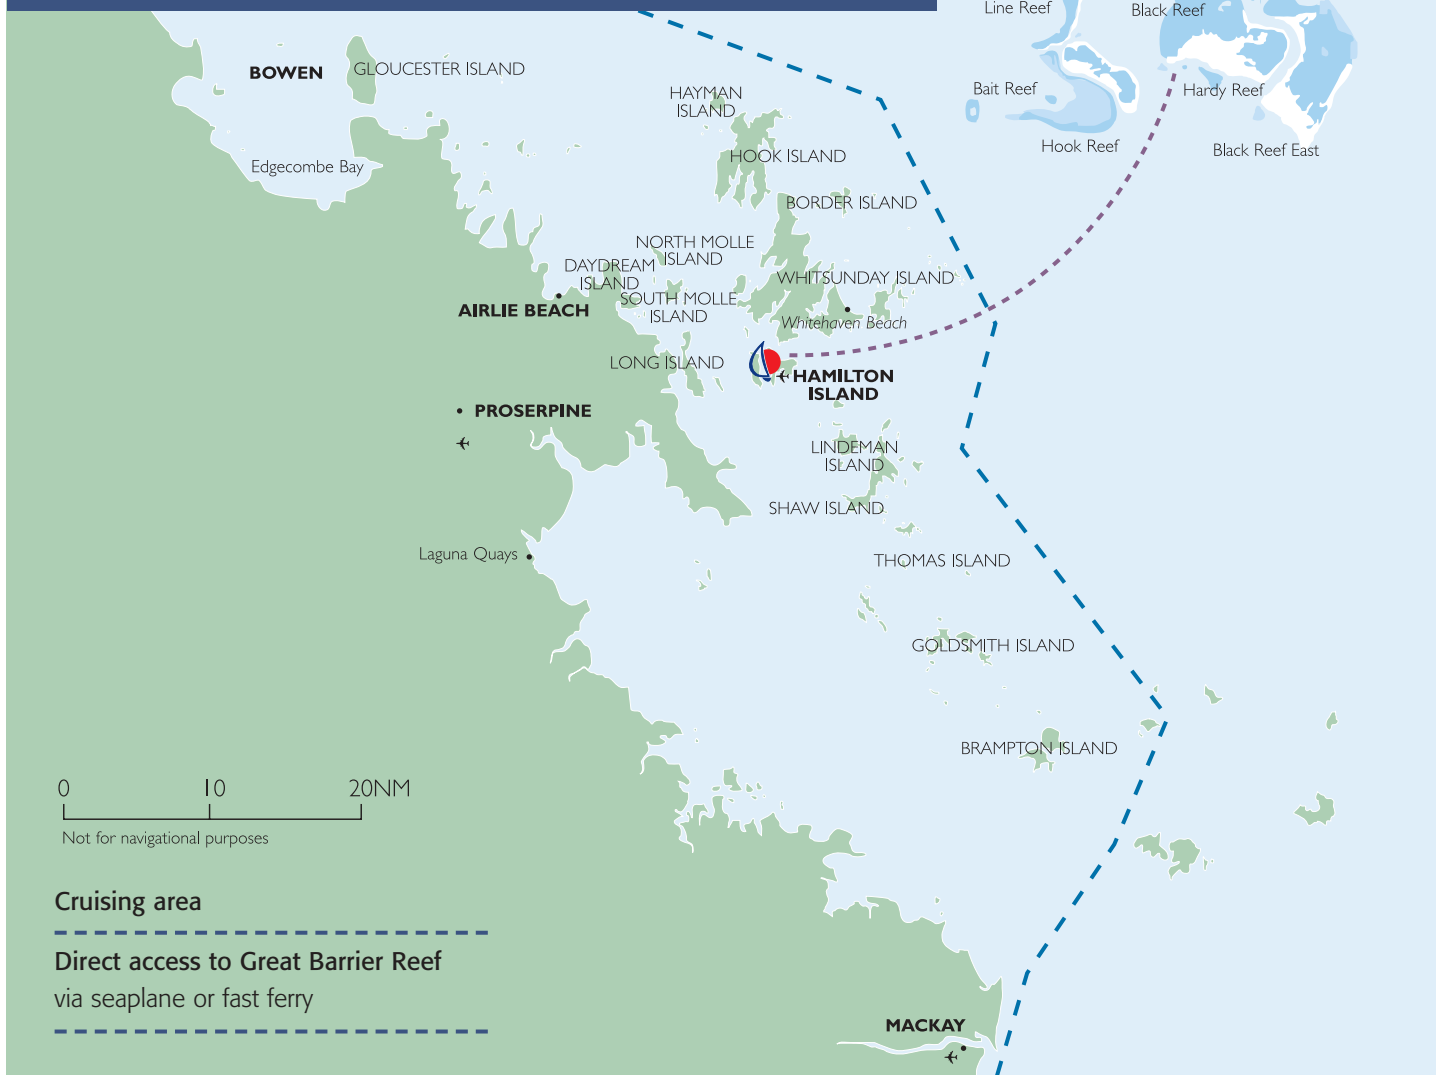 Line Reef
Black Reef
BOWEN
GLOUCESTER ISLAND
HAYMAN
ISLAND
Bait Reef
Hardy Reef
Hook Reef
Black Reef East
HOOK ISLAND
Edgecombe Bay
BORDER ISLAND
NORTH MOLLE
ISLAND
DAYDREAM
ISLAND
WHITSUNDAY ISLAND
SOUTH MOLLE
ISLAND
AIRLIE BEACH
Whitehaven Beach
LONG ISLAND
HAMILTON
ISLAND
PROSERPINE
LINDEMAN
ISLAND
SHAW ISLAND
Laguna Quays
THOMAS ISLAND
GOLDSMITH ISLAND
BRAMPTON ISLAND
0 10 20NM
Not for navigational purposes
Cruising area
Direct access to Great Barrier Reef
via seaplane or fast ferry
MACKAY